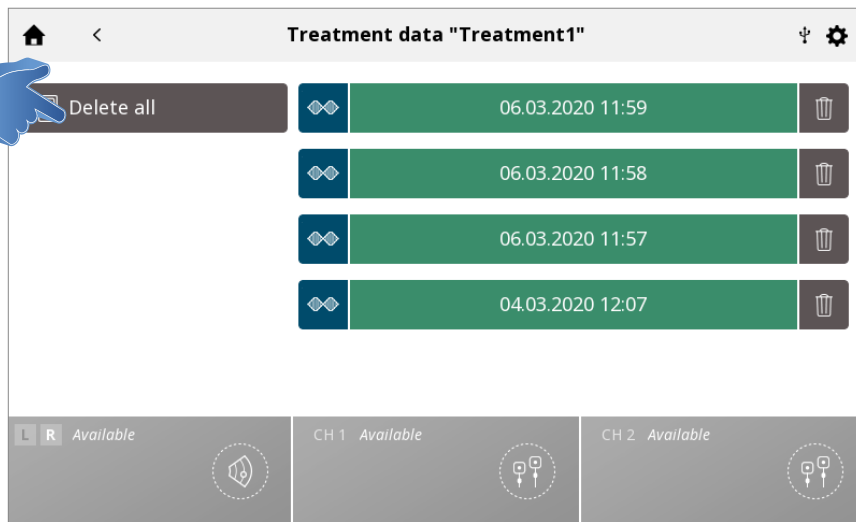 Treatment data "Treatment1"
Delete all
06.03.2020 11:59
06.03.2020 11:58
06.03.2020 11:57
04.03.2020 12:07
L R Available
CH 1 Available
CH 2 Available